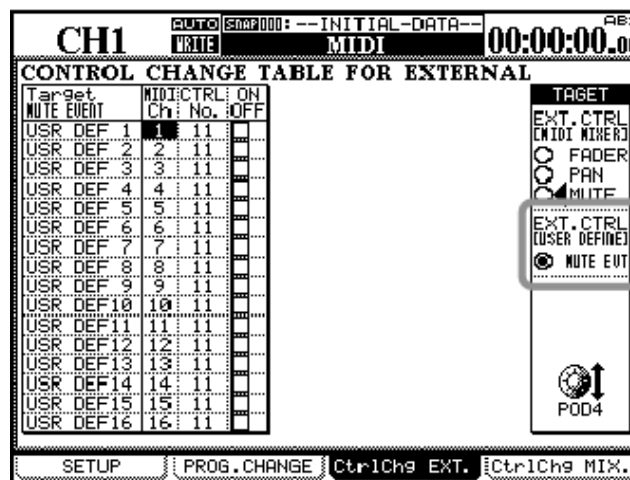 CH1
AUTO SNAP000: --INITIAL-DATA--
WRITE MIDI
00:00:00.0
CONTROL CHANGE TABLE FOR EXTERNAL
Target MIDI CTRL ON
MUTE EVENT Ch No. OFF
USR DEF 1 1 11
USR DEF 2 2 11
USR DEF 3 3 11
USR DEF 4 4 11
USR DEF 5 5 11
USR DEF 6 6 11
USR DEF 7 7 11
USR DEF 8 8 11
USR DEF 9 9 11
USR DEF10 10 11
USR DEF11 11 11
USR DEF12 12 11
USR DEF13 13 11
USR DEF14 14 11
USR DEF15 15 11
USR DEF16 16 11
TAGET
EXT.CTRL
[MIDI MIXER]
FADER
PAN
MUTE
EXT.CTRL
[USER DEFINE]
MUTE EVT
POD4
SETUP PROG.CHANGE CtrlChg EXT. CtrlChg MIX.